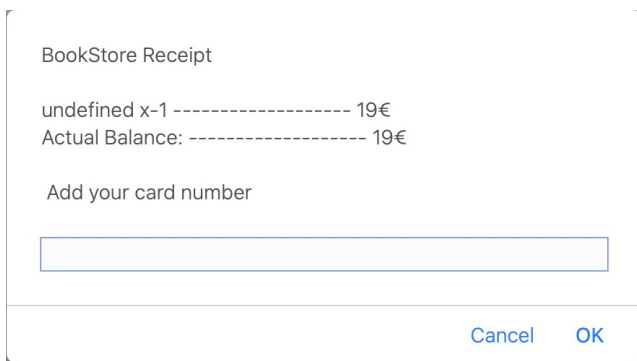 BookStore Receipt
undefined x-1 ------------------- 19€
Actual Balance: ------------------- 19€
Add your card number
Cancel OK